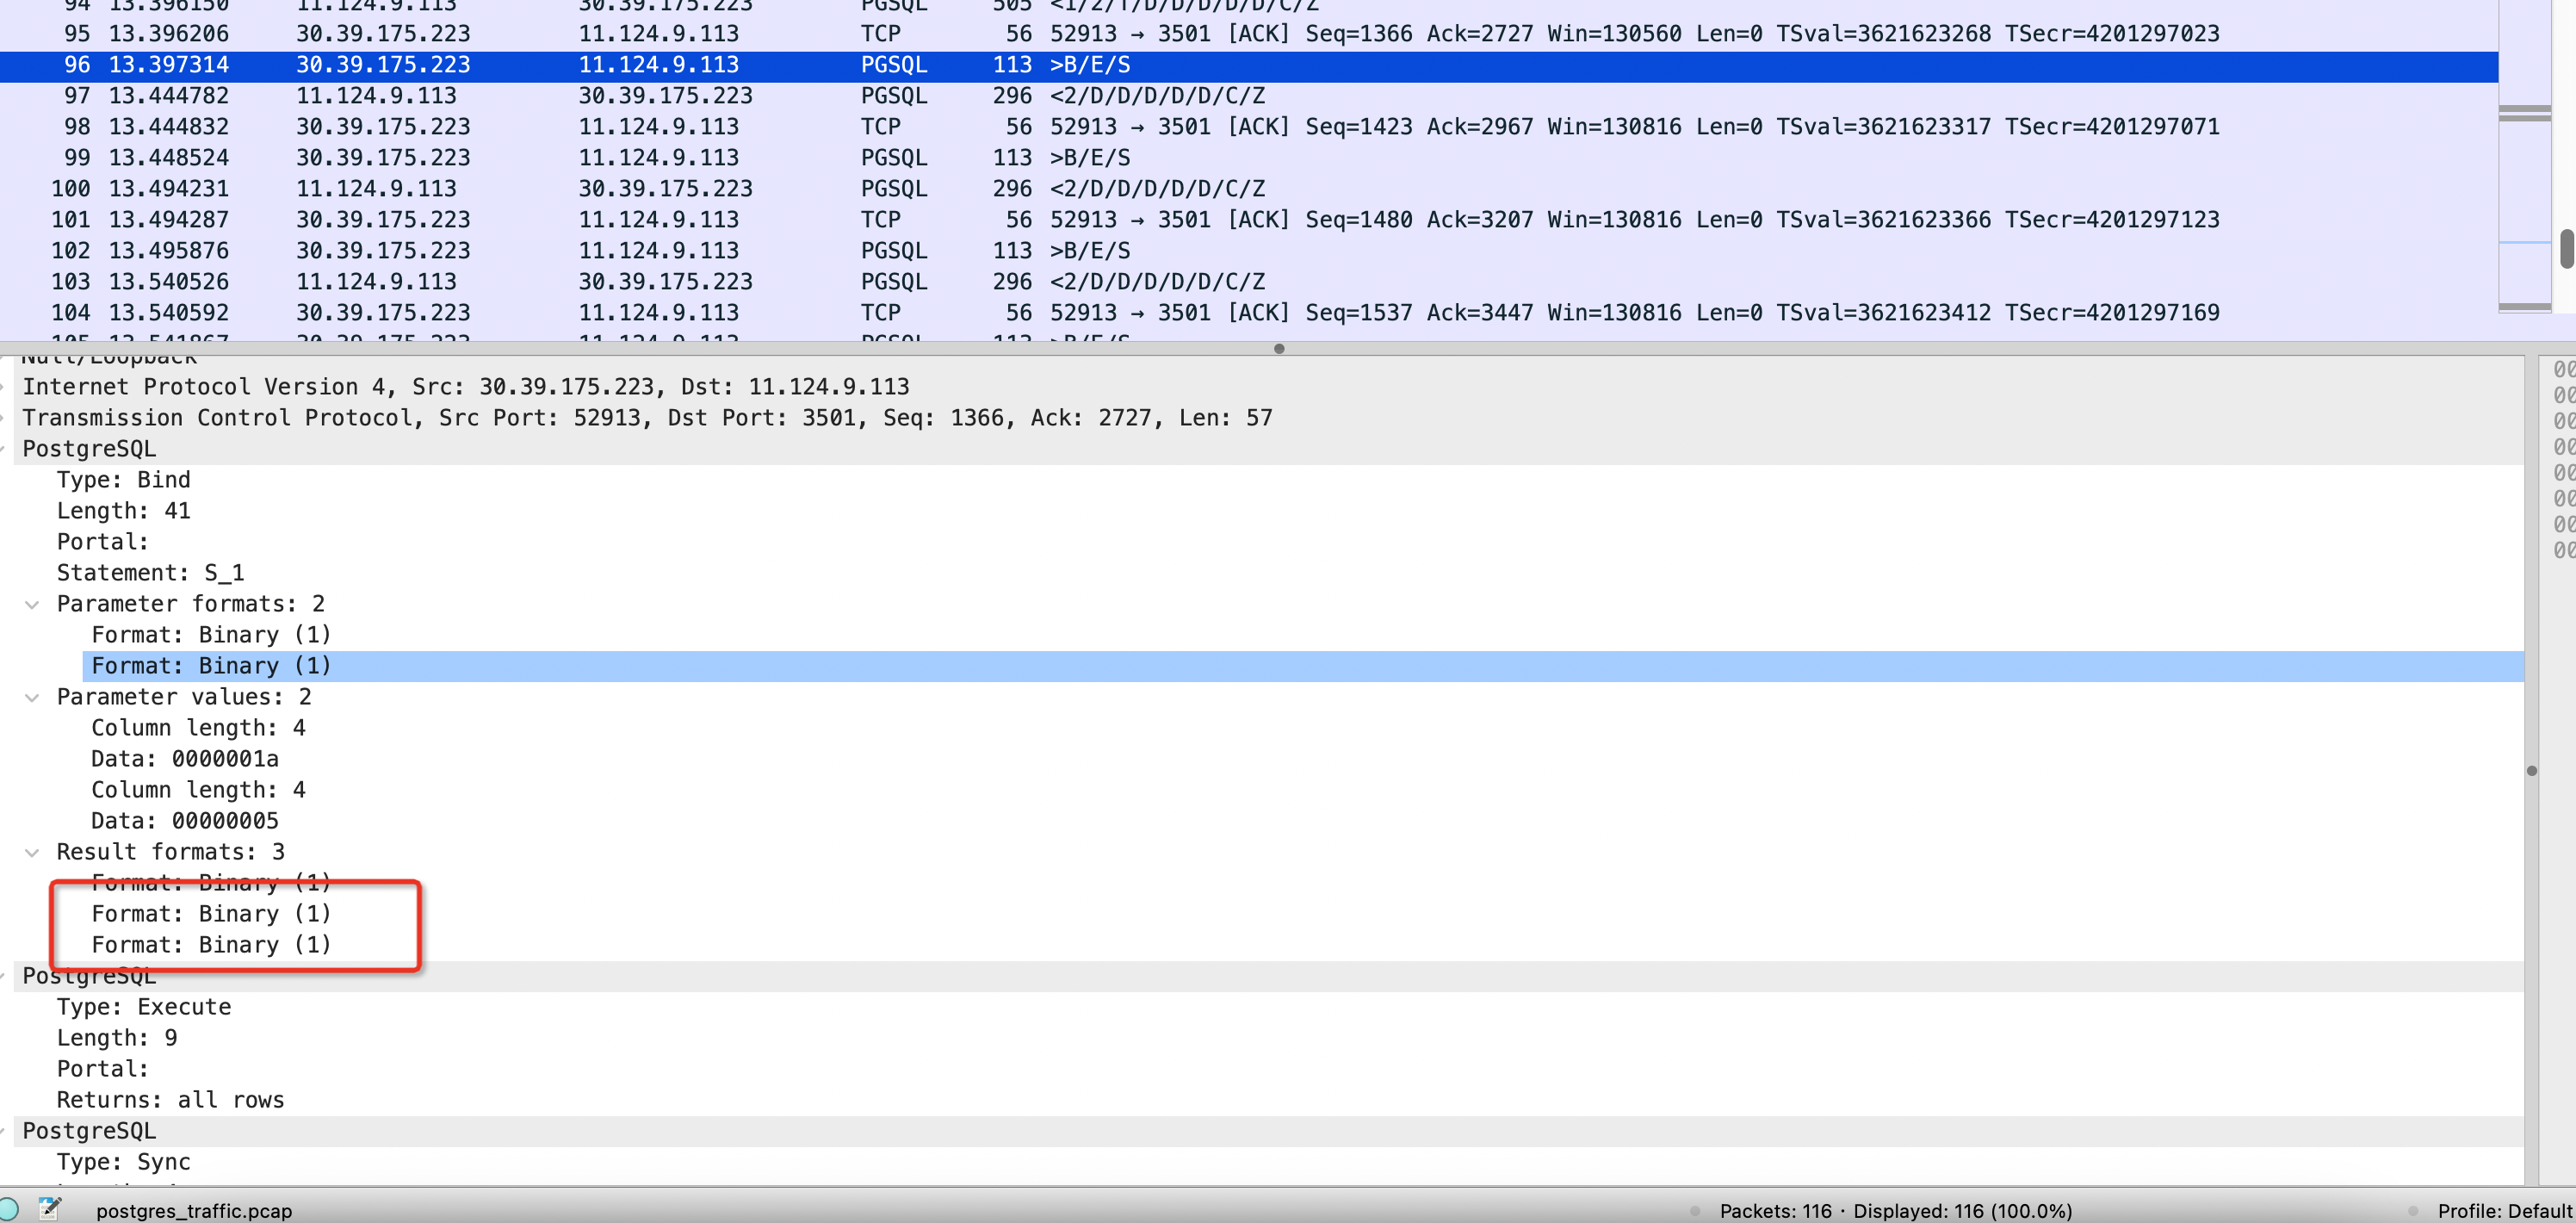 94 13.396150 11.124.9.113 30.39.175.223 PGSQL 505 <1/2/T/D/D/D/D/D/C/Z
95 13.396206 30.39.175.223 11.124.9.113 TCP 56 52913 → 3501 [ACK] Seq=1366 Ack=2727 Win=130560 Len=0 TSval=3621623268 TSecr=4201297023
96 13.397314 30.39.175.223 11.124.9.113 PGSQL 113 >B/E/S
97 13.444782 11.124.9.113 30.39.175.223 PGSQL 296 <2/D/D/D/D/D/C/Z
98 13.444832 30.39.175.223 11.124.9.113 TCP 56 52913 → 3501 [ACK] Seq=1423 Ack=2967 Win=130816 Len=0 TSval=3621623317 TSecr=4201297071
99 13.448524 30.39.175.223 11.124.9.113 PGSQL 113 >B/E/S
100 13.494231 11.124.9.113 30.39.175.223 PGSQL 296 <2/D/D/D/D/D/C/Z
101 13.494287 30.39.175.223 11.124.9.113 TCP 56 52913 → 3501 [ACK] Seq=1480 Ack=3207 Win=130816 Len=0 TSval=3621623366 TSecr=4201297123
102 13.495876 30.39.175.223 11.124.9.113 PGSQL 113 >B/E/S
103 13.540526 11.124.9.113 30.39.175.223 PGSQL 296 <2/D/D/D/D/D/C/Z
104 13.540592 30.39.175.223 11.124.9.113 TCP 56 52913 → 3501 [ACK] Seq=1537 Ack=3447 Win=130816 Len=0 TSval=3621623412 TSecr=4201297169
105 13.541867 30.39.175.223 11.124.9.113 PGSQL 113 >B/E/S
Null/Loopback
Internet Protocol Version 4, Src: 30.39.175.223, Dst: 11.124.9.113
Transmission Control Protocol, Src Port: 52913, Dst Port: 3501, Seq: 1366, Ack: 2727, Len: 57
PostgreSQL
Type: Bind
Length: 41
Portal:
Statement: S_1
Parameter formats: 2
Format: Binary (1)
Format: Binary (1)
Parameter values: 2
Column length: 4
Data: 0000001a
Column length: 4
Data: 00000005
Result formats: 3
Format: Binary (1)
Format: Binary (1)
Format: Binary (1)
PostgreSQL
Type: Execute
Length: 9
Portal:
Returns: all rows
PostgreSQL
Type: Sync
00
00
00
00
00
00
00
00
postgres_traffic.pcap Packets: 116 · Displayed: 116 (100.0%) Profile: Default